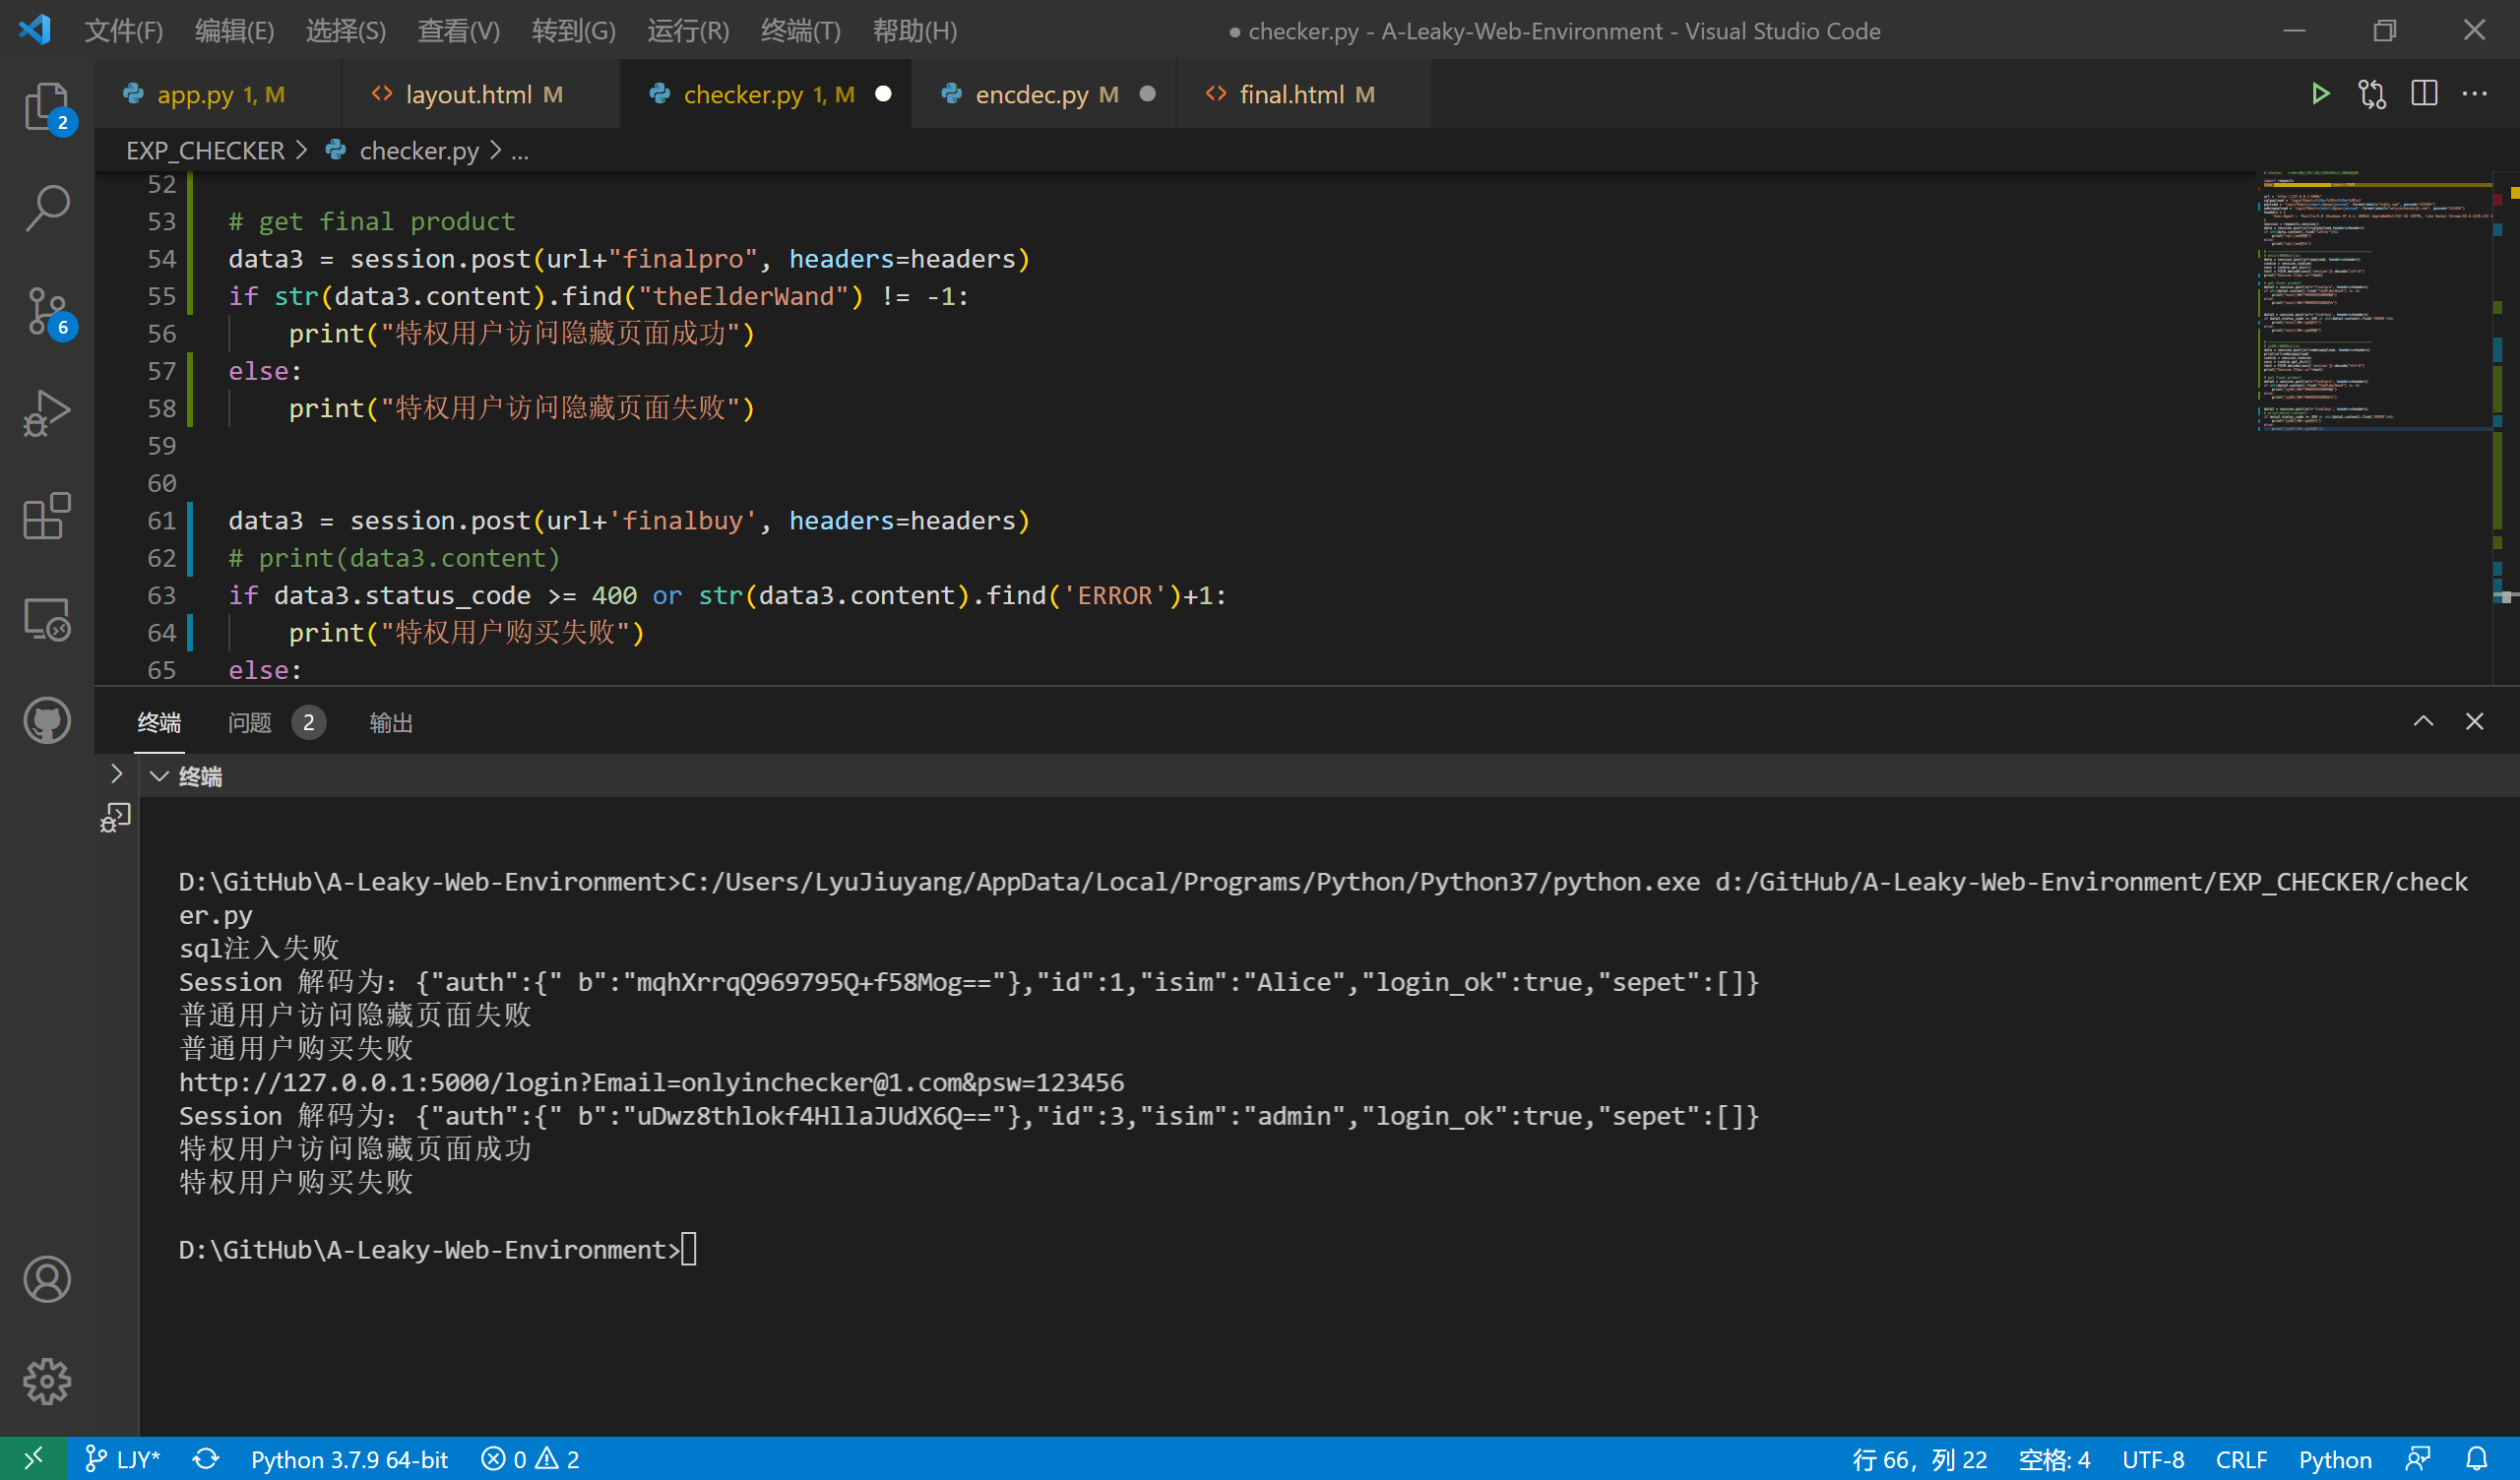 文件(F) 编辑(E) 选择(S) 查看(V) 转到(G) 运行(R) 终端(T) 帮助(H) ● checker.py - A-Leaky-Web-Environment - Visual Studio Code
app.py 1, M layout.html M checker.py 1, M encdec.py M final.html M
2
EXP_CHECKER > checker.py > ...
52
53 # get final product
54 data3 = session.post(url+"finalpro", headers=headers)
55 if str(data3.content).find("theElderWand") != -1:
56 print("特权用户访问隐藏页面成功")
57 else:
58 print("特权用户访问隐藏页面失败")
59
60
61 data3 = session.post(url+'finalbuy', headers=headers)
62 # print(data3.content)
63 if data3.status_code >= 400 or str(data3.content).find('ERROR')+1:
64 print("特权用户购买失败")
65 else:
6
终端 问题 2 输出
终端
D:\GitHub\A-Leaky-Web-Environment>C:/Users/LyuJiuyang/AppData/Local/Programs/Python/Python37/python.exe d:/GitHub/A-Leaky-Web-Environment/EXP_CHECKER/check
er.py
sql注入失败
Session 解码为：{"auth":{" b":"mqhXrrqQ969795Q+f58Mog=="},"id":1,"isim":"Alice","login_ok":true,"sepet":[]}
普通用户访问隐藏页面失败
普通用户购买失败
http://127.0.0.1:5000/login?Email=onlyinchecker@1.com&psw=123456
Session 解码为：{"auth":{" b":"uDwz8thlokf4HllaJUdX6Q=="},"id":3,"isim":"admin","login_ok":true,"sepet":[]}
特权用户访问隐藏页面成功
特权用户购买失败
D:\GitHub\A-Leaky-Web-Environment>
LJY* Python 3.7.9 64-bit 0 2 行 66，列 22 空格: 4 UTF-8 CRLF Python